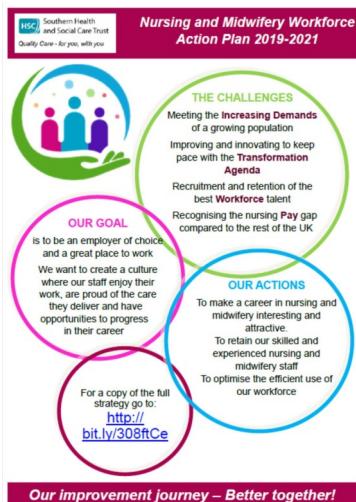 HSC Southern Health
and Social Care Trust
Quality Care - for you, with you
Nursing and Midwifery Workforce
Action Plan 2019-2021
THE CHALLENGES
Meeting the Increasing Demands
of a growing population
Improving and innovating to keep
pace with the Transformation
Agenda
Recruitment and retention of the
best Workforce talent
Recognising the nursing Pay gap
compared to the rest of the UK
OUR GOAL
is to be an employer of choice
and a great place to work
We want to create a culture
where our staff enjoy their
work, are proud of the care
they deliver and have
opportunities to progress
in their career
OUR ACTIONS
To make a career in nursing and
midwifery interesting and
attractive.
To retain our skilled and
experienced nursing and
midwifery staff
To optimise the efficient use of
our workforce
For a copy of the full
strategy go to:
http://
bit.ly/308ftCe
Our improvement journey – Better together!